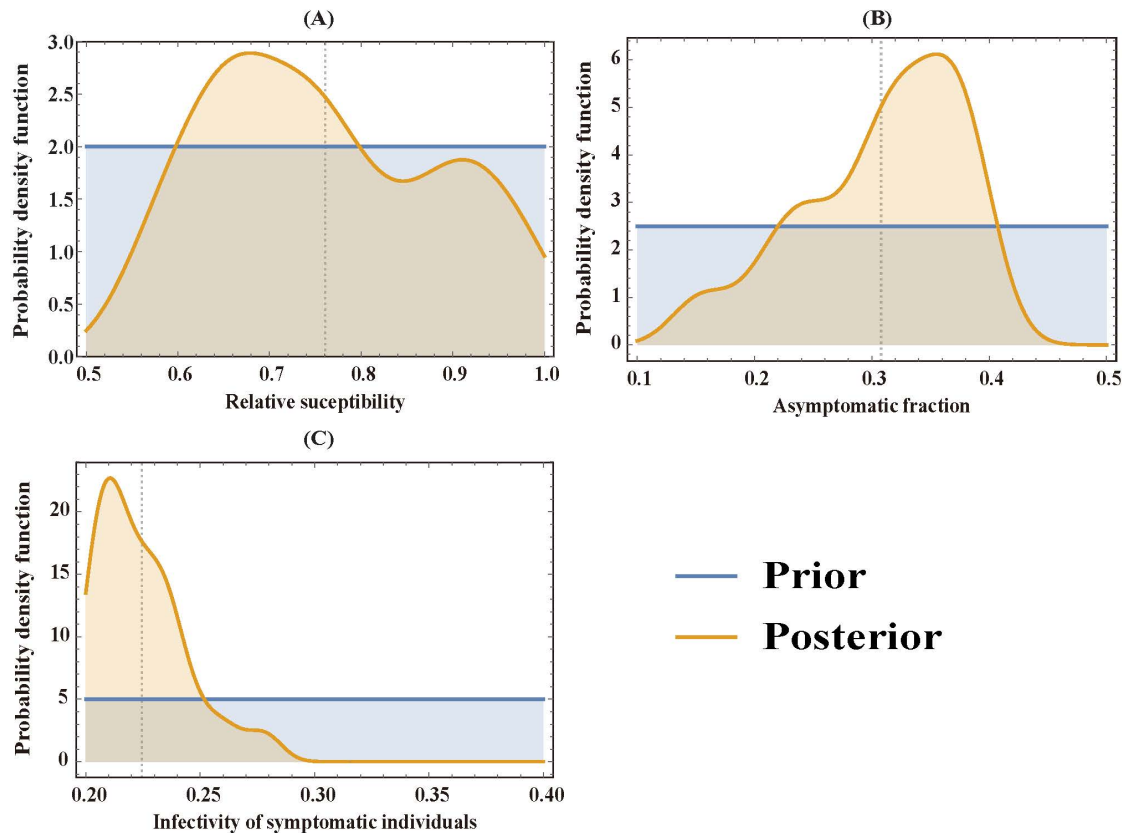 (A)
Probability density function
3.0
2.5
2.0
1.5
1.0
0.5
0.0
0.5 0.6 0.7 0.8 0.9 1.0
Relative suceptibility
(B)
Probability density function
6
5
4
3
2
1
0
0.1 0.2 0.3 0.4 0.5
Asymptomatic fraction
(C)
Probability density function
20
15
10
5
0
0.20 0.25 0.30 0.35 0.40
Infectivity of symptomatic individuals
Prior
Posterior